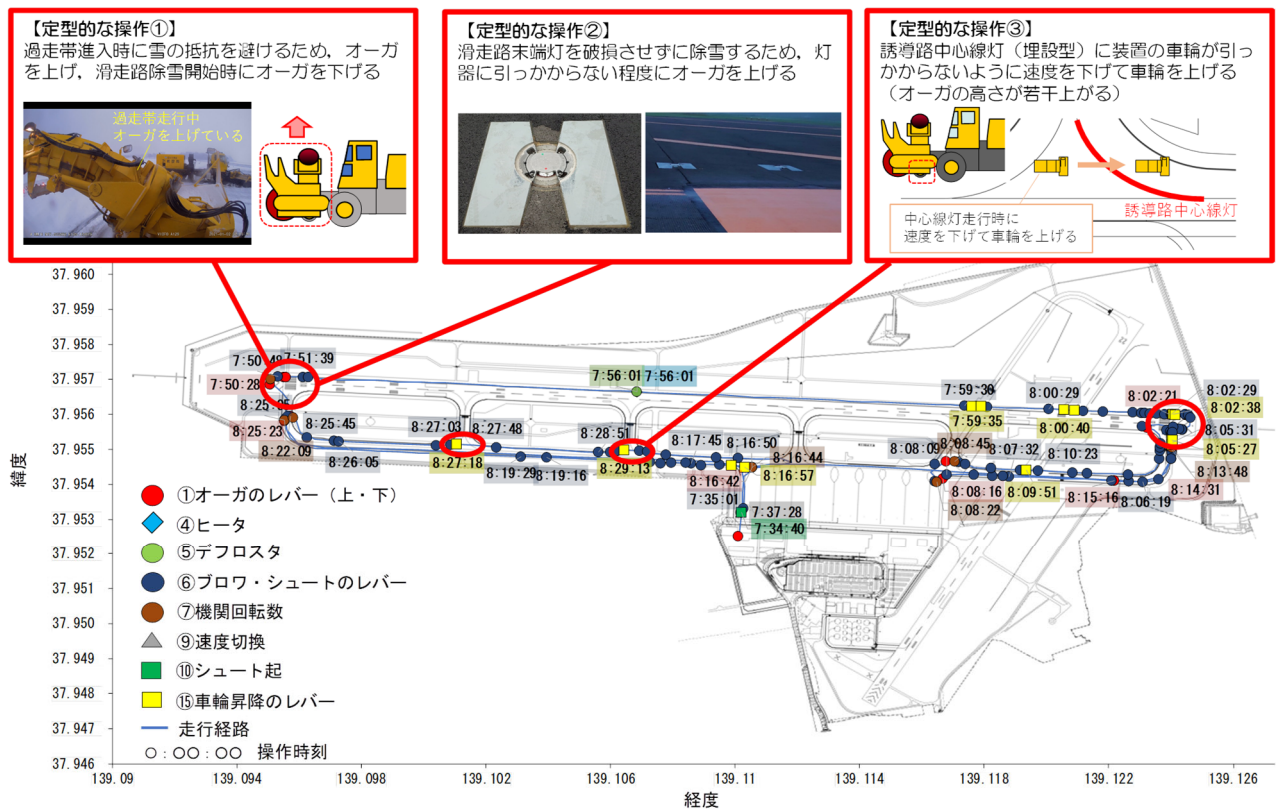 【定型的な操作①】
過走帯進入時に雪の抵抗を避けるため，オーガ
を上げ，滑走路除雪開始時にオーガを下げる
過走帯走行中
オーガを上げている
【定型的な操作②】
滑走路末端灯を破損させずに除雪するため，灯
器に引っかからない程度にオーガを上げる
【定型的な操作③】
誘導路中心線灯（埋設型）に装置の車輪が引っ
かからないように速度を下げて車輪を上げる
（オーガの高さが若干上がる）
誘導路中心線灯
中心線灯走行時に
速度を下げて車輪を上げる
37.960
37.959
37.958
37.957
37.956
37.955
37.954
37.953
37.952
37.951
37.950
37.949
37.948
37.947
37.946
緯度
7:50:48
7:51:39
7:50:28
7:56:01
7:56:01
7:59:30
7:59:35
8:00:29
8:00:40
8:02:21
8:02:29
8:02:38
8:05:31
8:05:27
8:25:23
8:25:45
8:22:09
8:26:05
8:27:03
8:27:48
8:27:18
8:19:29
8:19:16
8:28:51
8:29:13
8:17:45
8:16:50
8:16:44
8:16:42
8:16:57
7:35:01
7:37:28
7:34:40
8:08:09
8:08:45
8:07:32
8:10:23
8:08:16
8:08:22
8:09:51
8:15:16
8:06:19
8:13:48
8:14:31
①オーガのレバー（上・下）
④ヒータ
⑤デフロスタ
⑥ブロワ・シュートのレバー
⑦機関回転数
⑨速度切換
⑩シュート起
⑮車輪昇降のレバー
走行経路
○:○○:○○ 操作時刻
139.09
139.094
139.098
139.102
139.106
139.11
139.114
139.118
139.122
139.126
経度